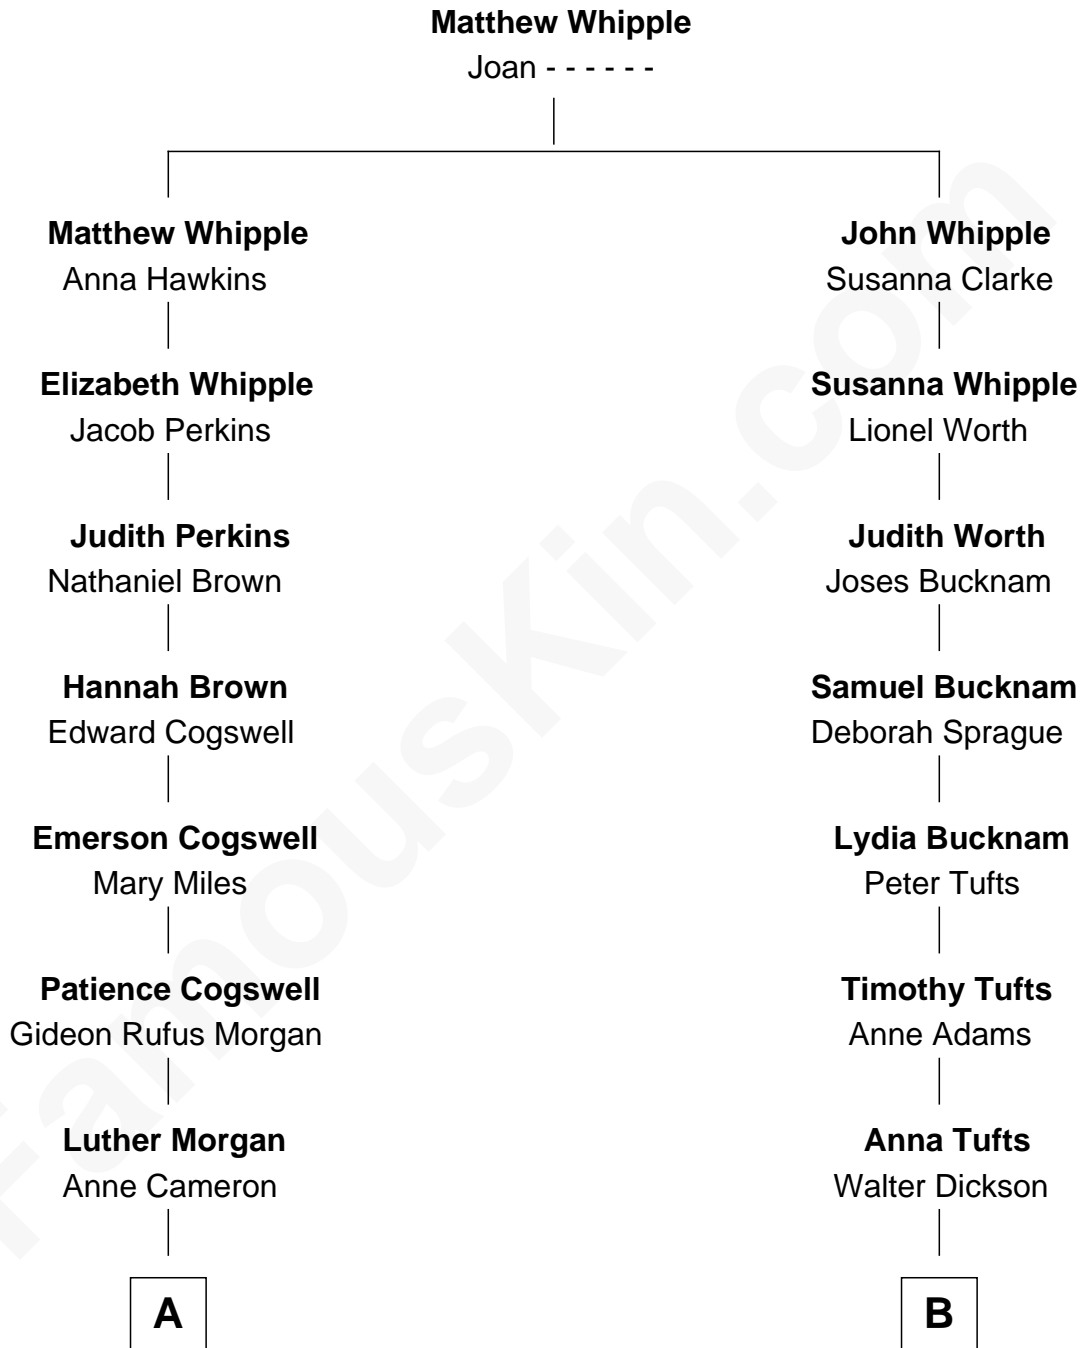 Matthew Whipple
Joan - - - - - -
Matthew Whipple
Anna Hawkins
John Whipple
Susanna Clarke
Elizabeth Whipple
Jacob Perkins
Susanna Whipple
Lionel Worth
Judith Perkins
Nathaniel Brown
Judith Worth
Joses Bucknam
Hannah Brown
Edward Cogswell
Samuel Bucknam
Deborah Sprague
Emerson Cogswell
Mary Miles
Lydia Bucknam
Peter Tufts
Patience Cogswell
Gideon Rufus Morgan
Timothy Tufts
Anne Adams
Luther Morgan
Anne Cameron
Anna Tufts
Walter Dickson
A
B
FamousKin.com